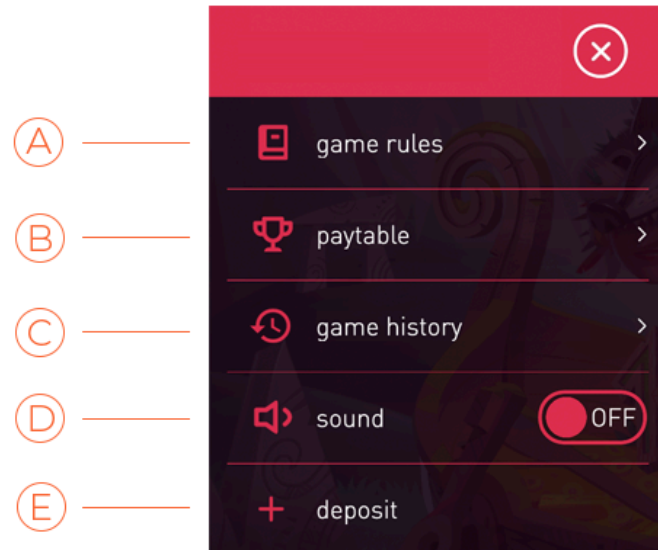 A game rules
B paytable
C game history
D sound OFF
E deposit